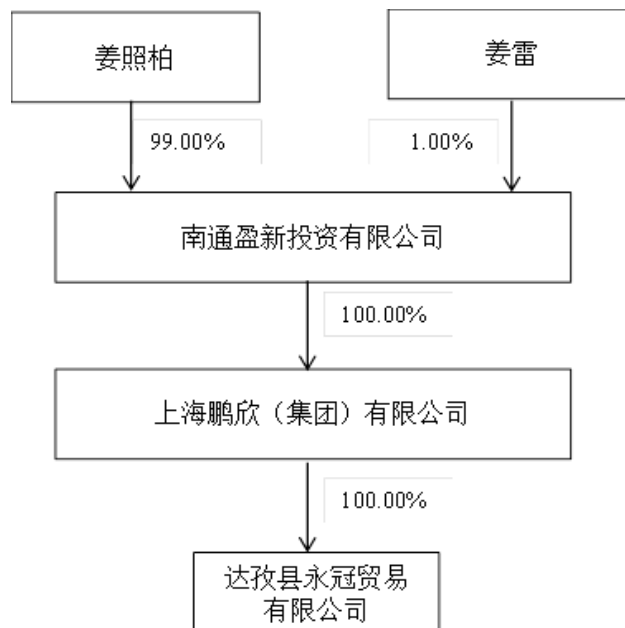 姜照柏
姜雷
99.00%
1.00%
南通盈新投资有限公司
100.00%
上海鹏欣（集团）有限公司
100.00%
达孜县永冠贸易
有限公司